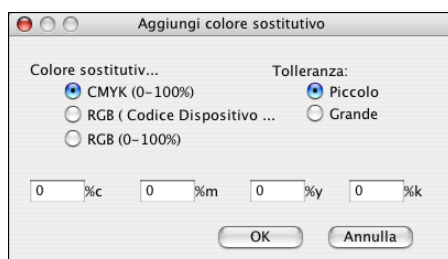 Aggiungi colore sostitutivo
Colore sostitutiv...
Tolleranza:
CMYK (0-100%)
Piccolo
RGB ( Codice Dispositivo ...
Grande
RGB (0-100%)
0 %c 0 %m 0 %y 0 %k
OK Annulla